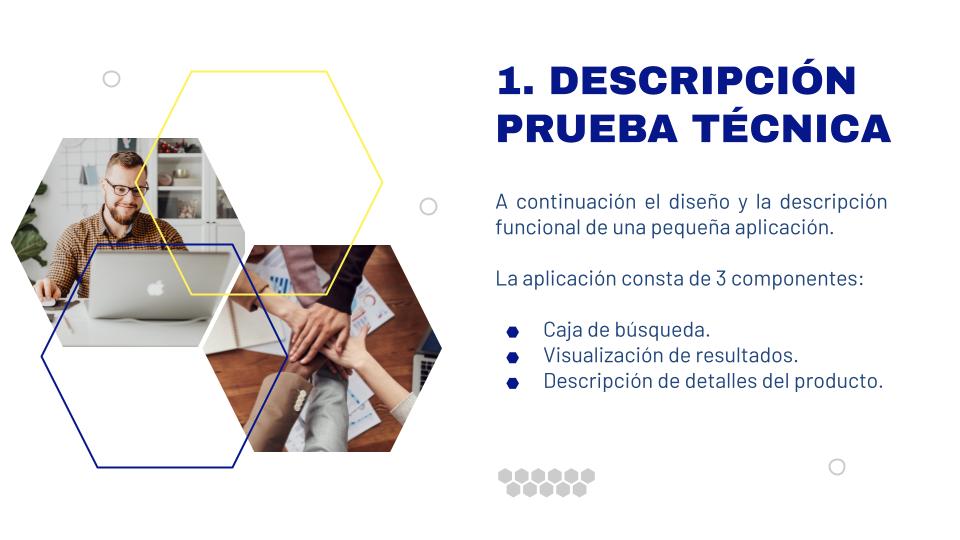 1. DESCRIPCIÓN
PRUEBA TÉCNICA
A continuación el diseño y la descripción
funcional de una pequeña aplicación.
La aplicación consta de 3 componentes:
Caja de búsqueda.
Visualización de resultados.
Descripción de detalles del producto.